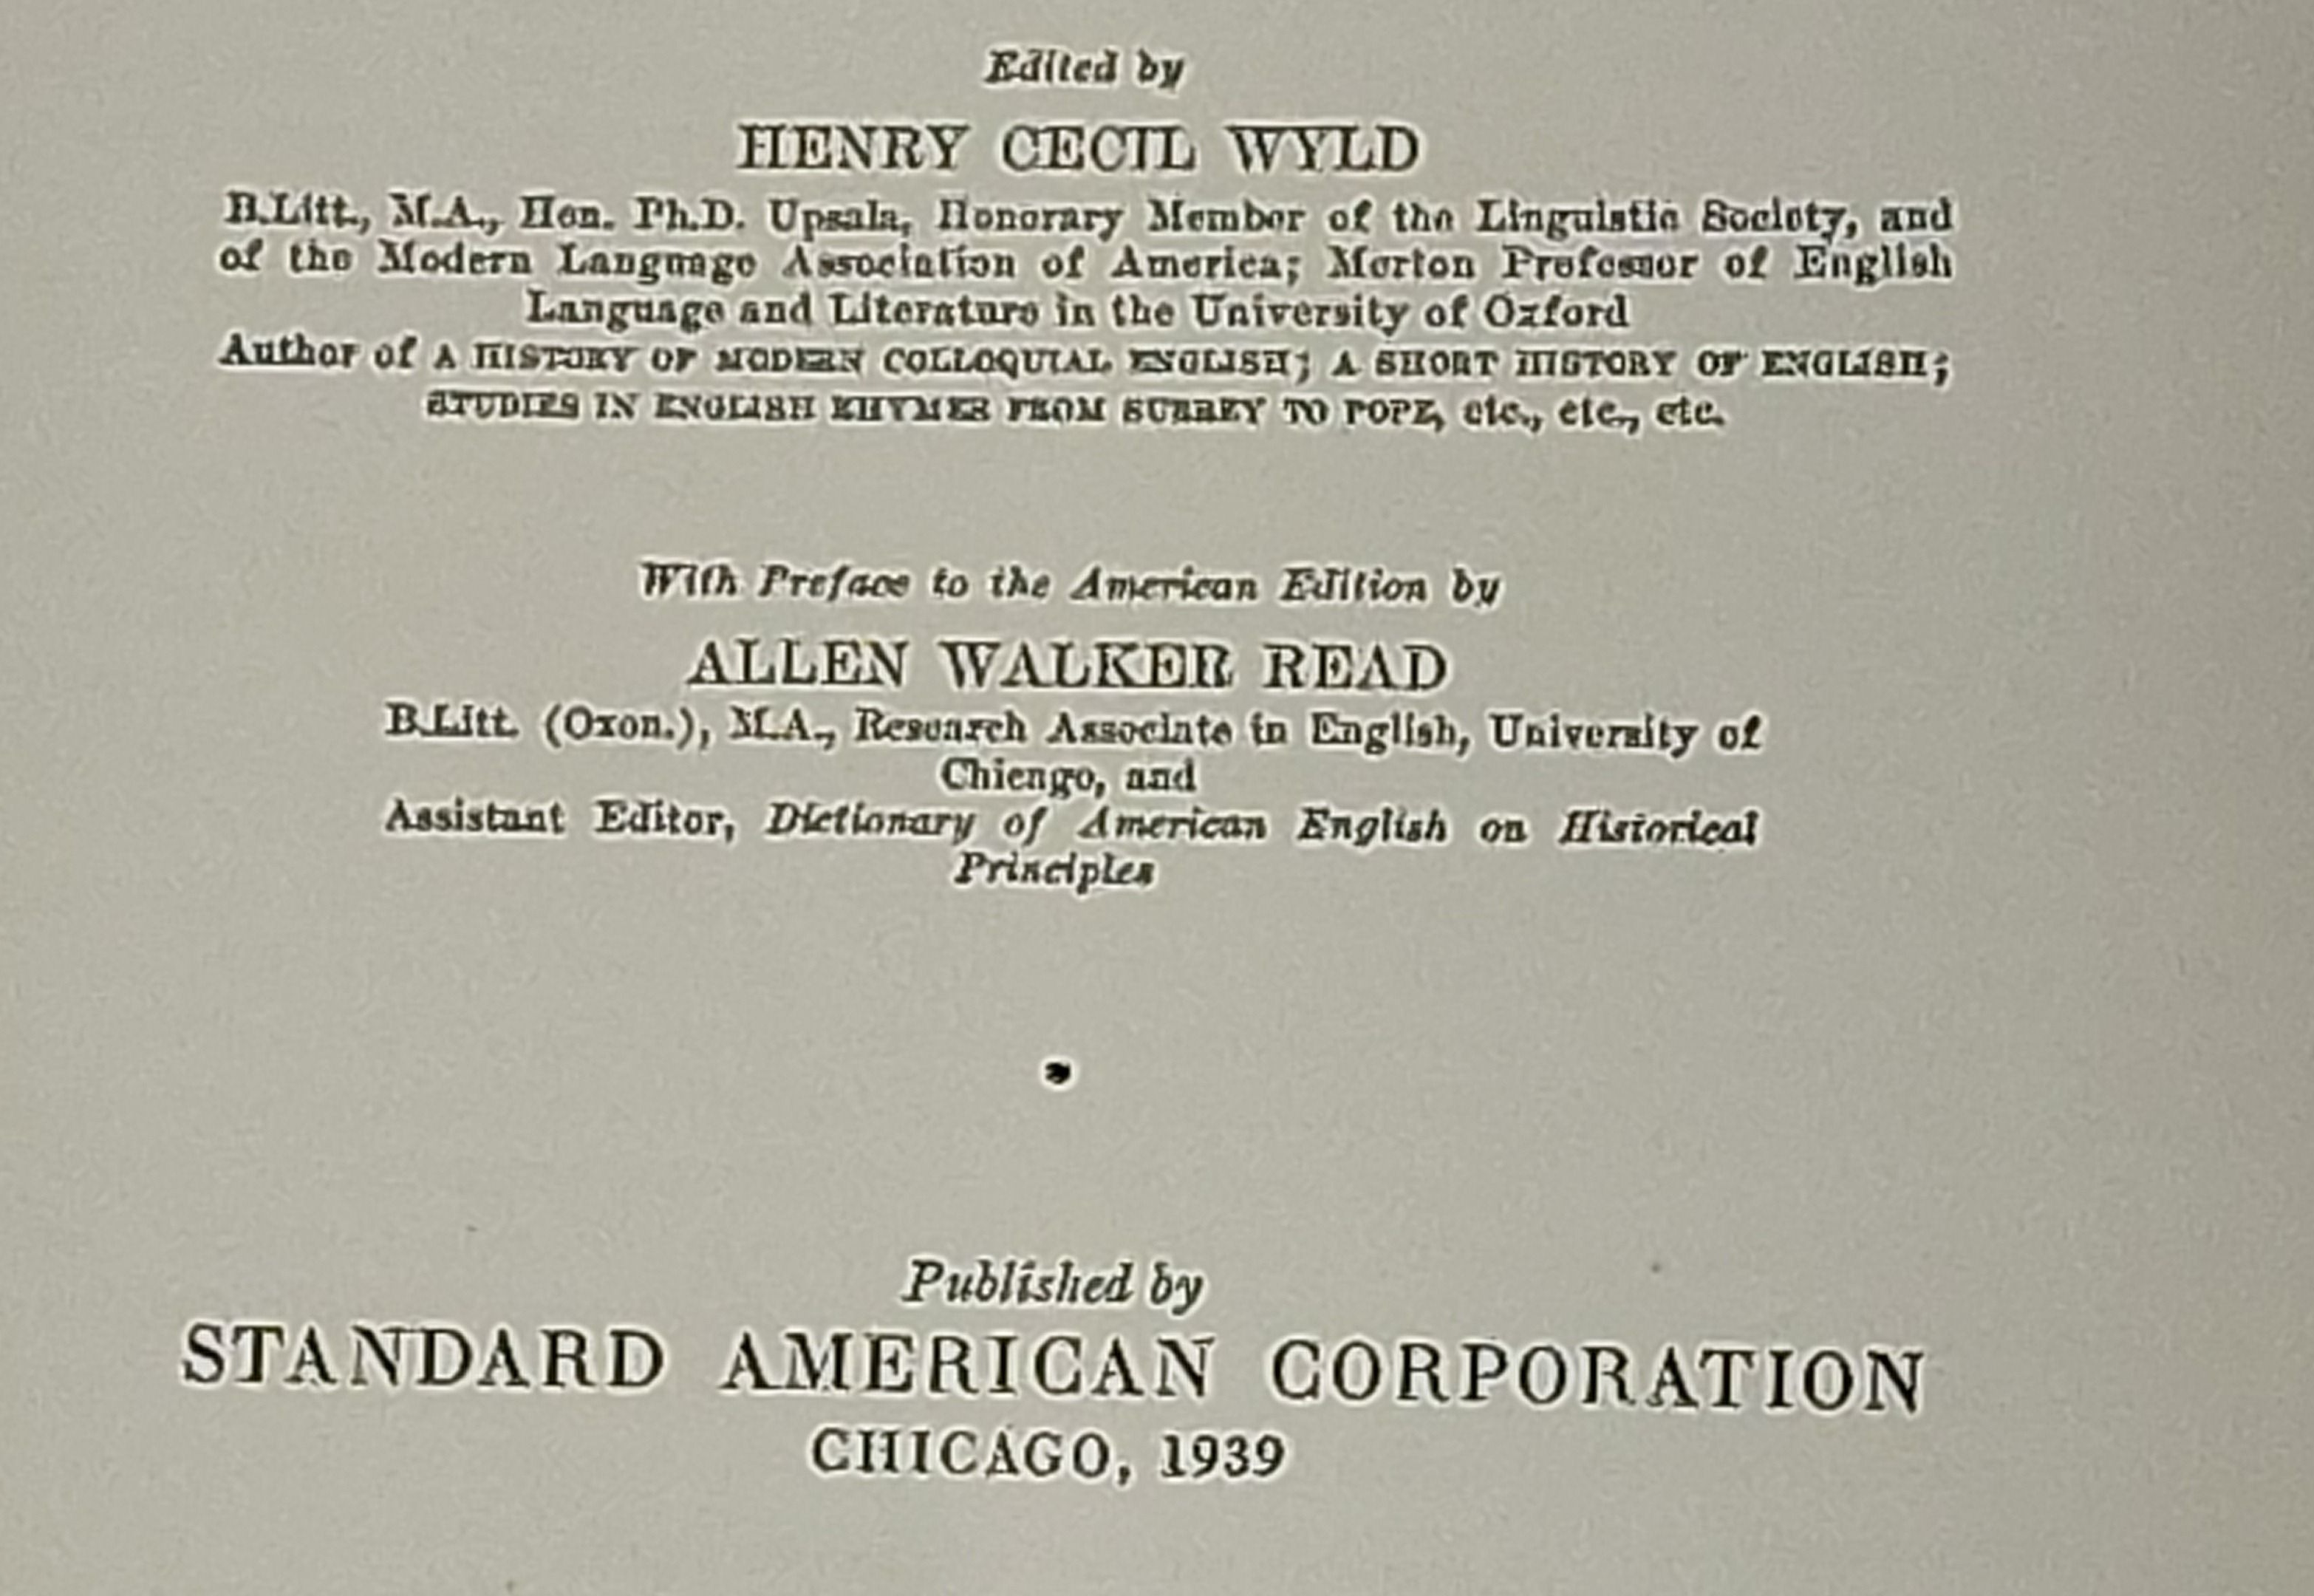 Edited by
HENRY CECIL WYLD
B.Litt., M.A., Hon. Ph.D. Upsala, Honorary Member of the Linguistic Society, and
of the Modern Language Association of America; Merton Professor of English
Language and Literature in the University of Oxford
Author of A HISTORY OF MODERN COLLOQUIAL ENGLISH; A SHORT HISTORY OF ENGLISH;
STUDIES IN ENGLISH RHYMES FROM SURREY TO POPE, etc., etc., etc.
With Preface to the American Edition by
ALLEN WALKER READ
B.Litt. (Oxon.), M.A., Research Associate in English, University of
Chicago, and
Assistant Editor, Dictionary of American English on Historical
Principles
Published by
STANDARD AMERICAN CORPORATION
CHICAGO, 1939